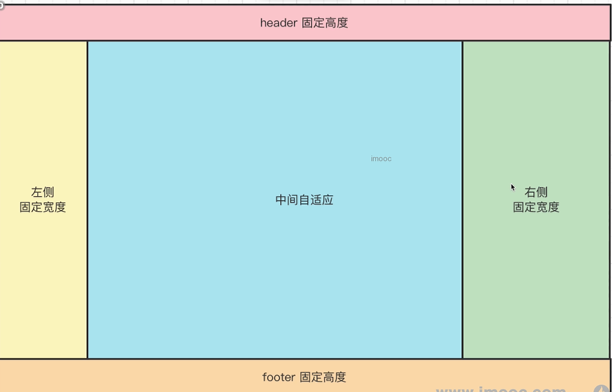 header 固定高度
imooc
左侧
固定宽度
中间自适应
右侧
固定宽度
footer 固定高度
www.imooc.com